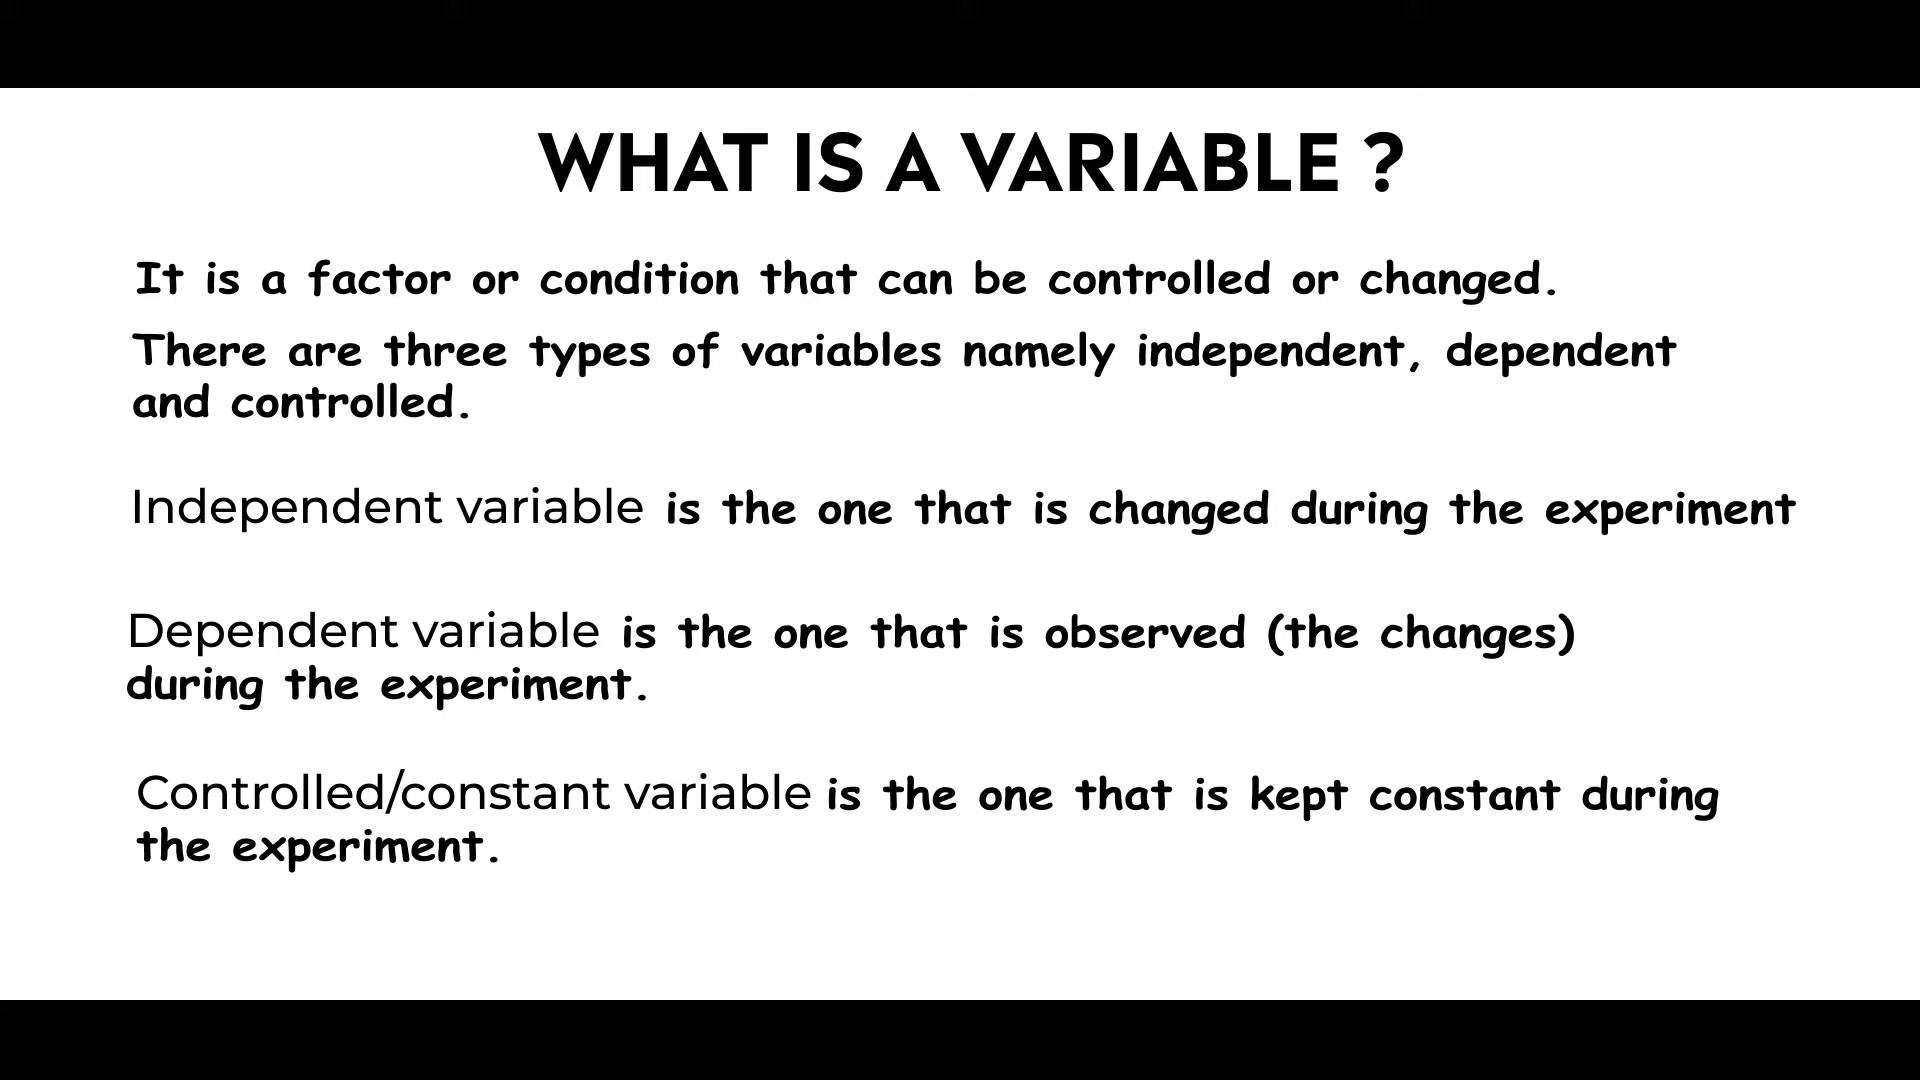 WHAT IS A VARIABLE ?
It is a factor or condition that can be controlled or changed.
There are three types of variables namely independent, dependent
and controlled.
Independent variable is the one that is changed during the experiment
Dependent variable is the one that is observed (the changes)
during the experiment.
Controlled/constant variable is the one that is kept constant during
the experiment.